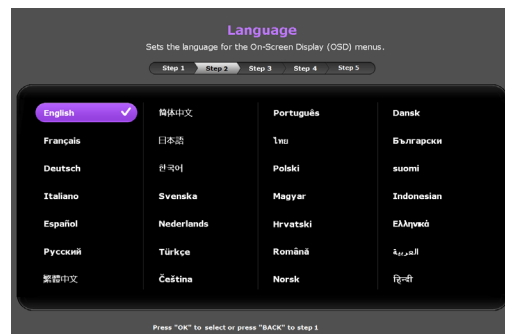 Language
Sets the language for the On-Screen Display (OSD) menus.
Step 1 Step 2 Step 3 Step 4 Step 5
English
Français
Deutsch
Italiano
Español
Русский
繁體中文
简体中文
日本語
한국어
Svenska
Nederlands
Türkçe
Čeština
Português
ไทย
Polski
Magyar
Hrvatski
Română
Norsk
Dansk
Български
suomi
Indonesian
Ελληνικά
العربية
हिन्दी
Press "OK" to select or press "BACK" to step 1